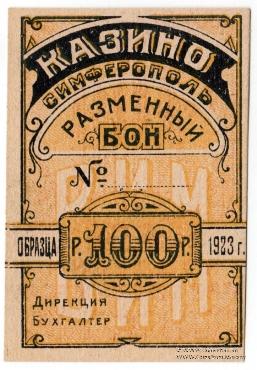 КАЗИНО
СИМФЕРОПОЛЬ
РАЗМЕННЫЙ
БОН
№
ОБРАЗЦА Р. 100 Р. 1923 г.
ДИРЕКЦИЯ
БУХГАЛТЕР